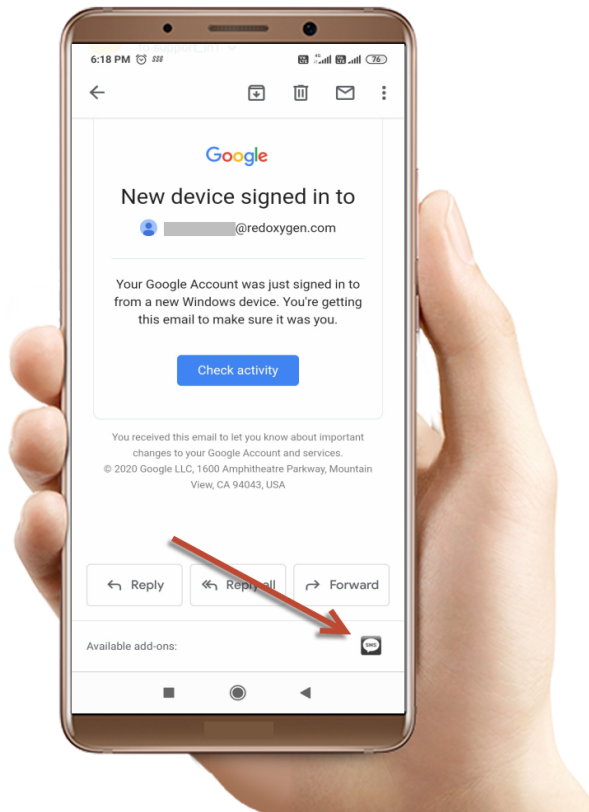 6:18 PM
76
Google
New device signed in to
@redoxygen.com
Your Google Account was just signed in to
from a new Windows device. You're getting
this email to make sure it was you.
Check activity
You received this email to let you know about important
changes to your Google Account and services.
© 2020 Google LLC, 1600 Amphitheatre Parkway, Mountain
View, CA 94043, USA
Reply
Reply all
Forward
Available add-ons:
SMS